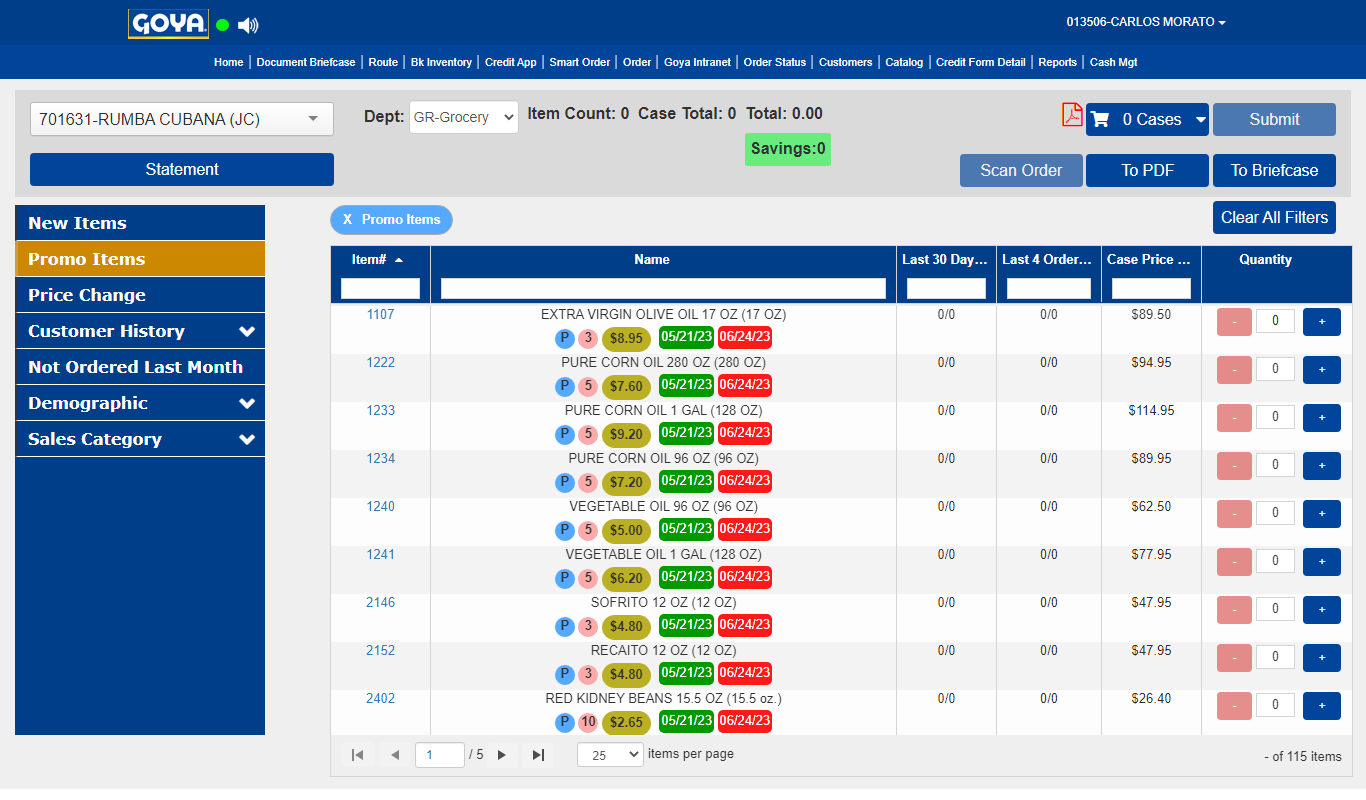 GOYA.
013506-CARLOS MORATO
Home | Document Briefcase | Route | Bk Inventory | Credit App | Smart Order | Order | Goya Intranet | Order Status | Customers | Catalog | Credit Form Detail | Reports | Cash Mgt
701631-RUMBA CUBANA (JC)
Dept: GR-Grocery Item Count: 0 Case Total: 0 Total: 0.00
0 Cases Submit
Savings:0
Statement
Scan Order To PDF To Briefcase
New Items
Promo Items
Price Change
Customer History
Not Ordered Last Month
Demographic
Sales Category
X Promo Items
Clear All Filters
Item# Name Last 30 Day... Last 4 Order... Case Price ... Quantity
1107 EXTRA VIRGIN OLIVE OIL 17 OZ (17 OZ) 0/0 0/0 $89.50 - 0 +
P 3 $8.95 05/21/23 06/24/23
1222 PURE CORN OIL 280 OZ (280 OZ) 0/0 0/0 $94.95 - 0 +
P 5 $7.60 05/21/23 06/24/23
1233 PURE CORN OIL 1 GAL (128 OZ) 0/0 0/0 $114.95 - 0 +
P 5 $9.20 05/21/23 06/24/23
1234 PURE CORN OIL 96 OZ (96 OZ) 0/0 0/0 $89.95 - 0 +
P 5 $7.20 05/21/23 06/24/23
1240 VEGETABLE OIL 96 OZ (96 OZ) 0/0 0/0 $62.50 - 0 +
P 5 $5.00 05/21/23 06/24/23
1241 VEGETABLE OIL 1 GAL (128 OZ) 0/0 0/0 $77.95 - 0 +
P 5 $6.20 05/21/23 06/24/23
2146 SOFRITO 12 OZ (12 OZ) 0/0 0/0 $47.95 - 0 +
P 3 $4.80 05/21/23 06/24/23
2152 RECAITO 12 OZ (12 OZ) 0/0 0/0 $47.95 - 0 +
P 3 $4.80 05/21/23 06/24/23
2402 RED KIDNEY BEANS 15.5 OZ (15.5 oz.) 0/0 0/0 $26.40 - 0 +
P 10 $2.65 05/21/23 06/24/23
1 / 5 25 items per page - of 115 items